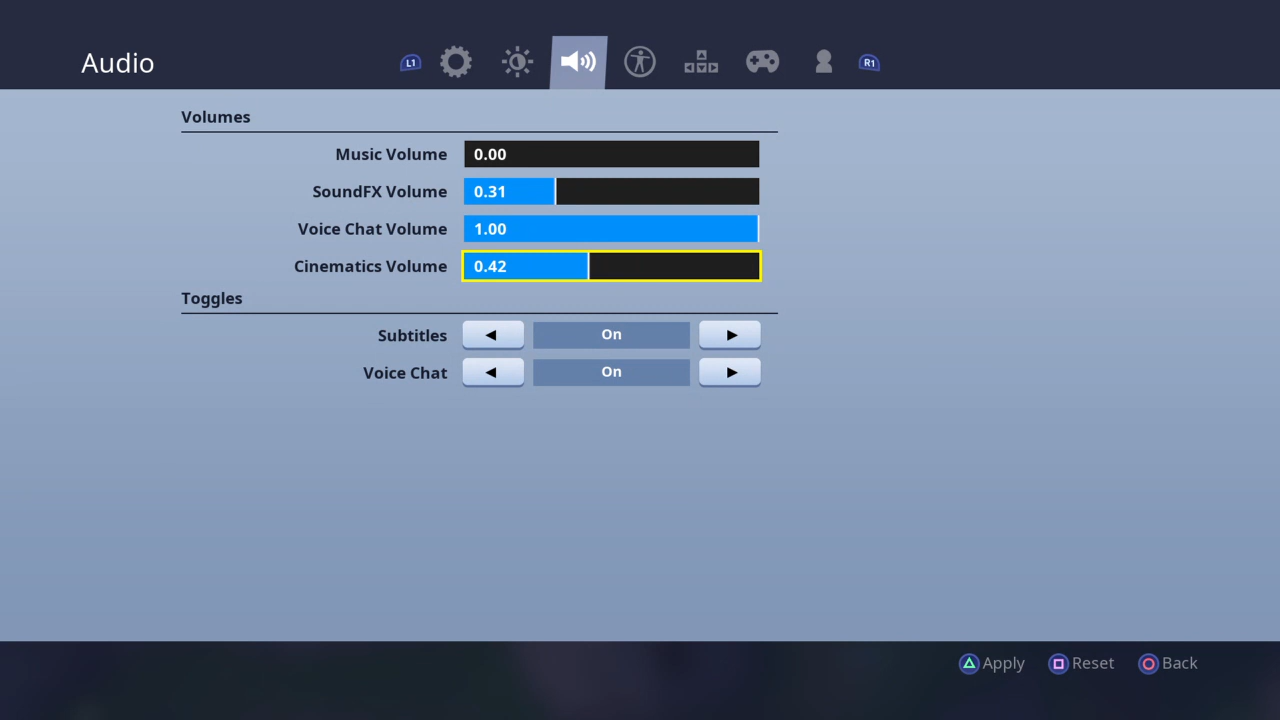 Audio
L1
R1
Volumes
Music Volume 0.00
SoundFX Volume 0.31
Voice Chat Volume 1.00
Cinematics Volume 0.42
Toggles
Subtitles On
Voice Chat On
Apply Reset Back